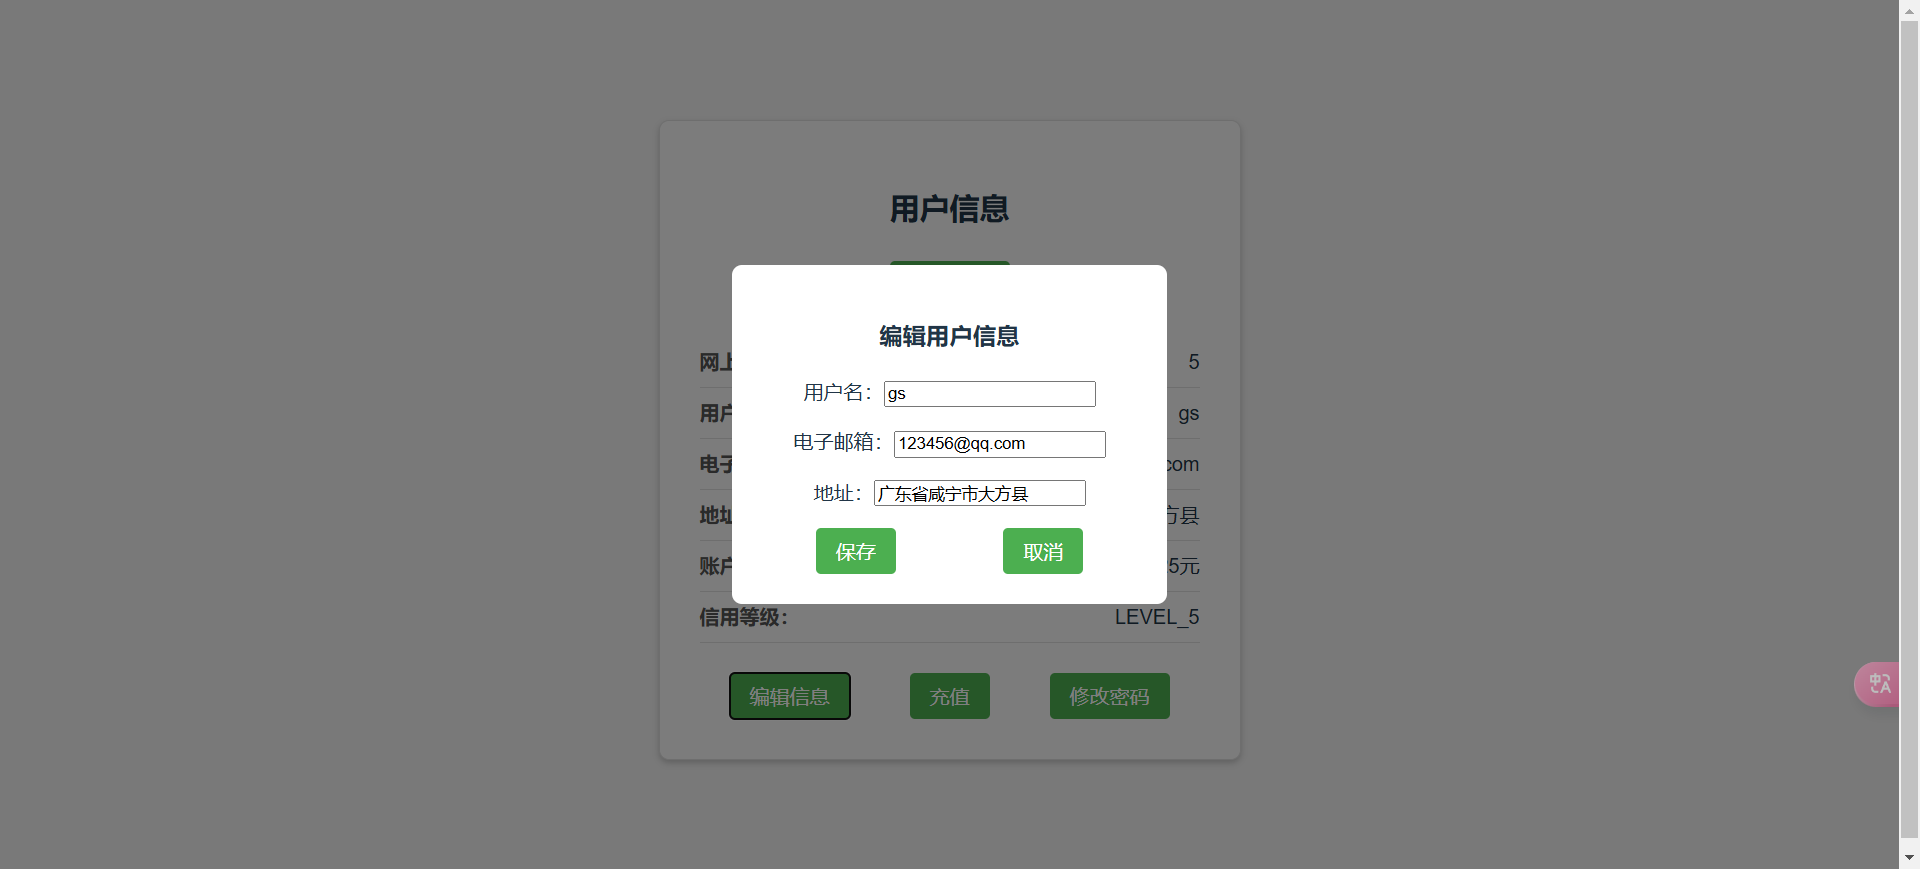 用户信息
编辑用户信息
网上
5
用户名：
gs
用户
gs
电子邮箱：
123456@qq.com
电子
com
地址：
广东省咸宁市大方县
地址
方县
保存
取消
账户
5元
信用等级：
LEVEL_5
编辑信息
充值
修改密码
中A